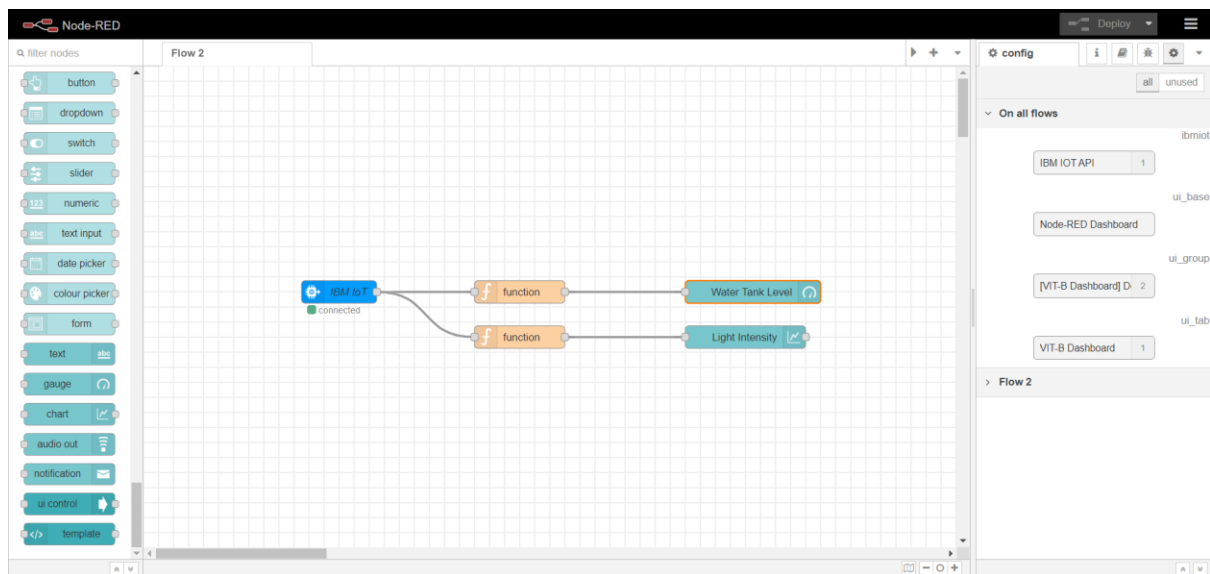 Node-RED
Deploy
filter nodes
button
dropdown
switch
slider
123 numeric
abc text input
date picker
colour picker
form
text abc
gauge
chart
audio out
notification
ui control
</> template
Flow 2
IBM IoT
connected
f function
Water Tank Level
f function
Light Intensity
config
i
all unused
On all flows
ibmiot
IBM IOT API 1
ui_base
Node-RED Dashboard
ui_group
[VIT-B Dashboard] D 2
ui_tab
VIT-B Dashboard 1
Flow 2